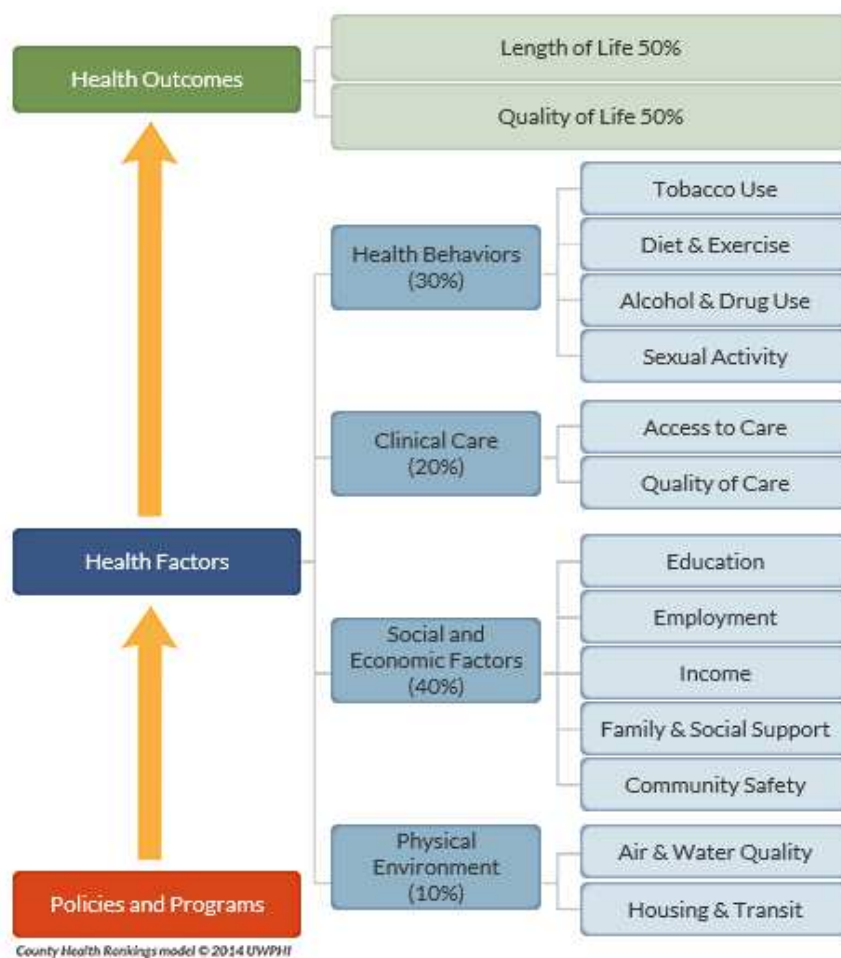 Health Outcomes
Length of Life 50%
Quality of Life 50%
Health Behaviors
(30%)
Tobacco Use
Diet & Exercise
Alcohol & Drug Use
Sexual Activity
Clinical Care
(20%)
Access to Care
Quality of Care
Health Factors
Social and
Economic Factors
(40%)
Education
Employment
Income
Family & Social Support
Community Safety
Physical
Environment
(10%)
Air & Water Quality
Housing & Transit
Policies and Programs
County Health Rankings model © 2014 UWPHI